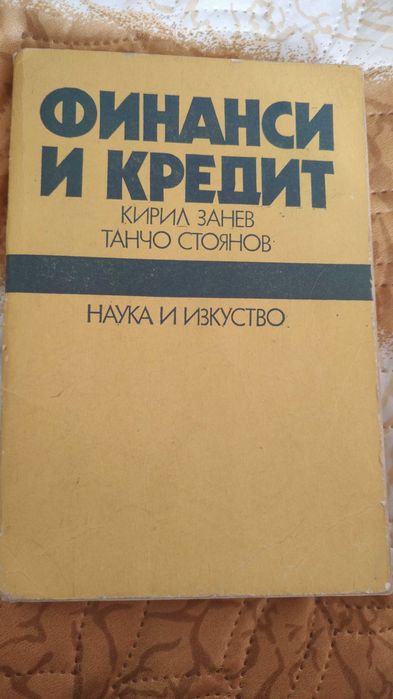 ФИНАНСИ
И КРЕДИТ
КИРИЛ ЗАНЕВ
ТАНЧО СТОЯНОВ
НАУКА И ИЗКУСТВО